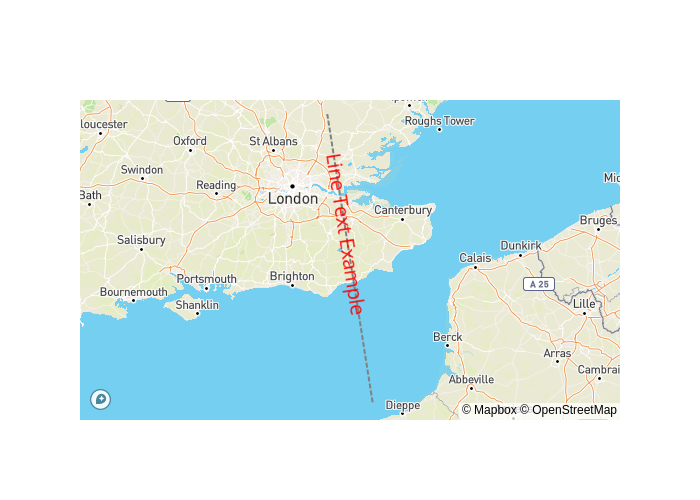 Roughs Tower
loucester
Oxford
St Albans
Swindon
Reading
Bath
London
Canterbury
Line Text Example
Salisbury
Bruges
Dunkirk
Calais
Portsmouth
Brighton
A 25
Bournemouth
Shanklin
Lille
Berck
Arras
Abbeville
Cambrai
Dieppe
© Mapbox © OpenStreetMap